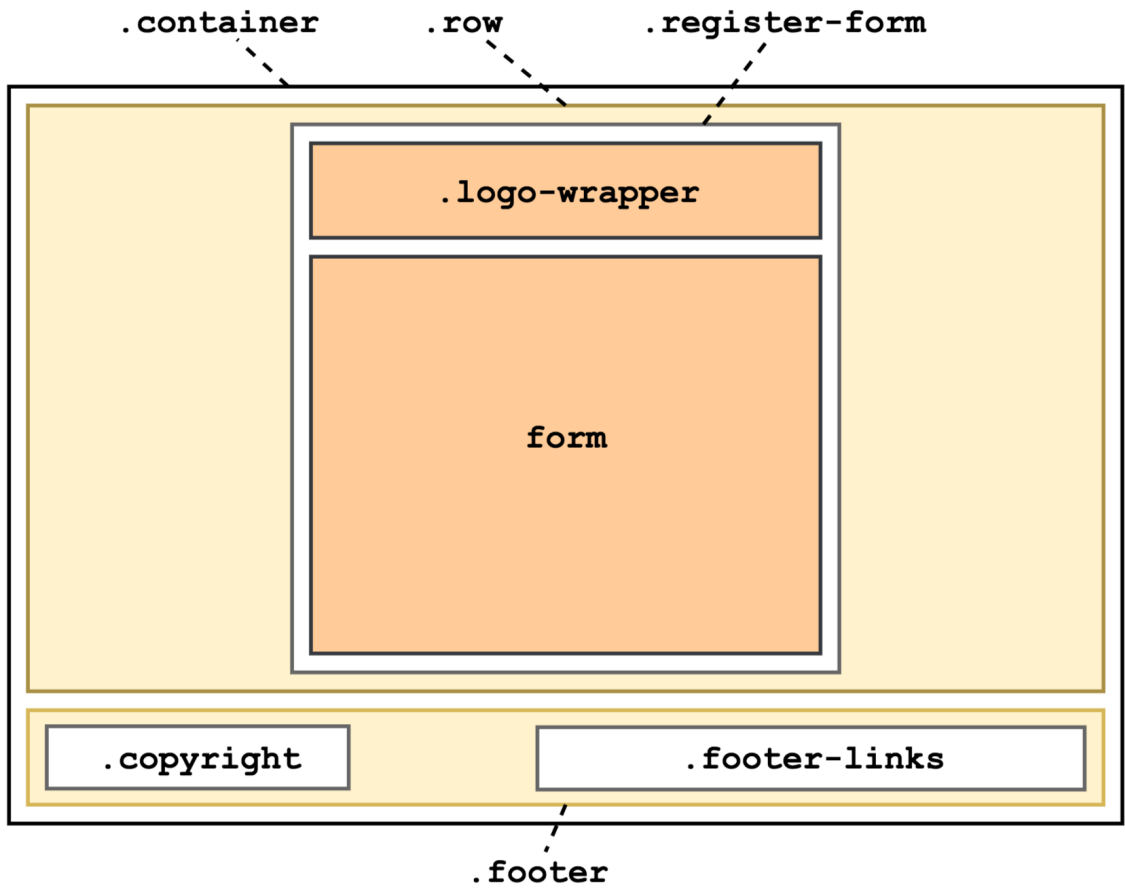 .container
.row
.register-form
.logo-wrapper
form
.copyright
.footer-links
.footer